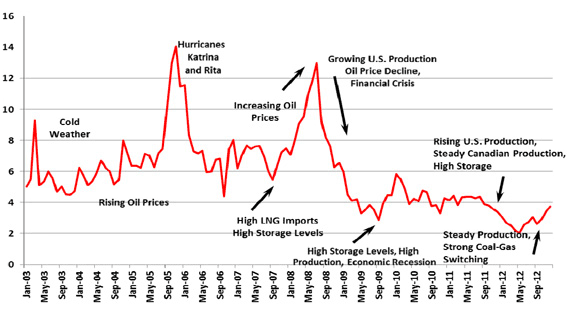 16
14
12
10
8
6
4
2
0
Hurricanes
Katrina
and Rita
Growing U.S. Production
Oil Price Decline,
Financial Crisis
Increasing Oil
Prices
Cold
Weather
Rising U.S. Production,
Steady Canadian Production,
High Storage
Rising Oil Prices
High LNG Imports
High Storage Levels
Steady Production,
Strong Coal-Gas
Switching
High Storage Levels, High
Production, Economic Recession
Jan-03
May-03
Sep-03
Jan-04
May-04
Sep-04
Jan-05
May-05
Sep-05
Jan-06
May-06
Sep-06
Jan-07
May-07
Sep-07
Jan-08
May-08
Sep-08
Jan-09
May-09
Sep-09
Jan-10
May-10
Sep-10
Jan-11
May-11
Sep-11
Jan-12
May-12
Sep-12